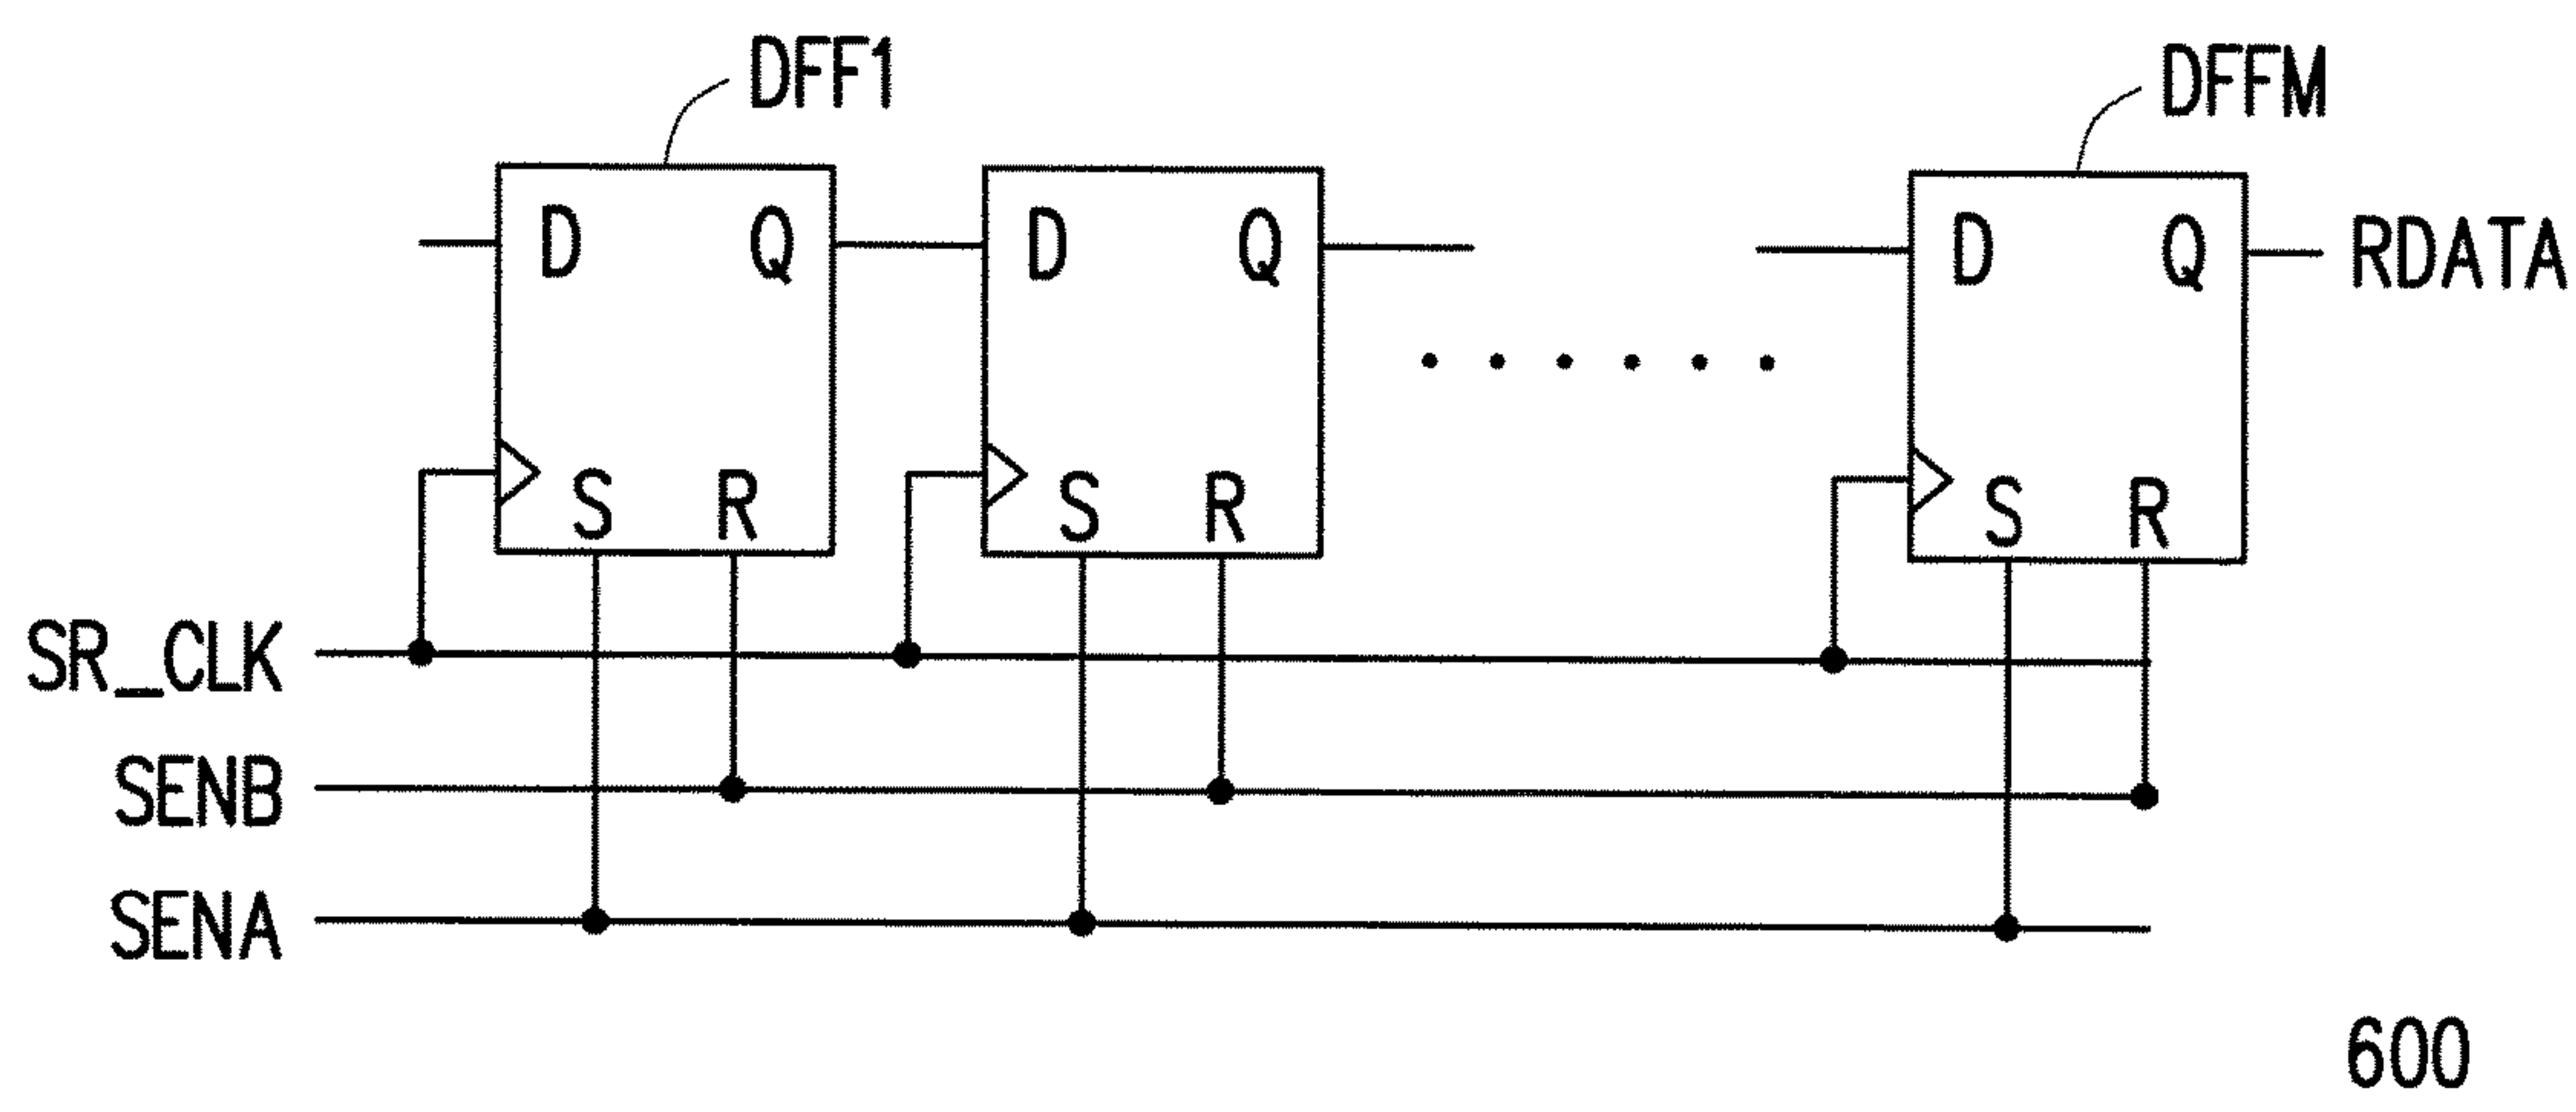 DFF1
DFFM
D Q
D Q
D Q
RDATA
S R
S R
S R
SR_CLK
SENB
SENA
600